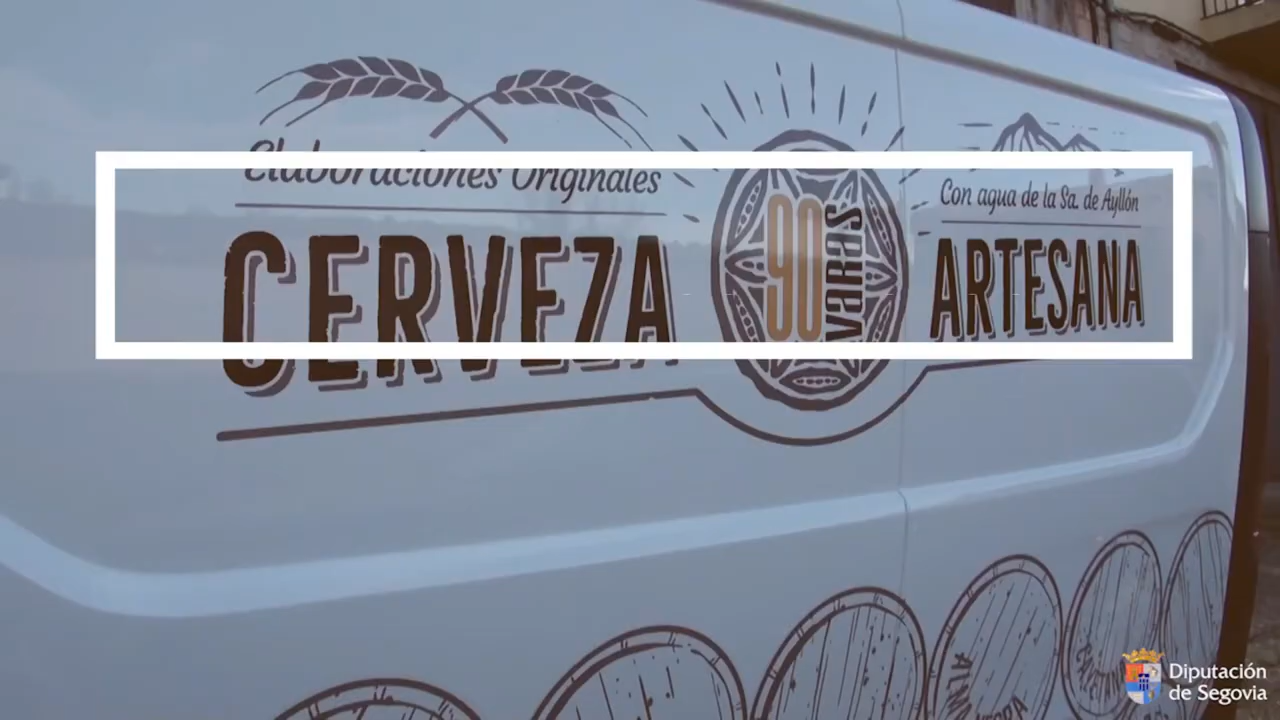 Elaboraciones Originales
CERVEZA
90
varas
Con agua de la Sa. de Ayllón
ARTESANA
Diputación
de Segovia